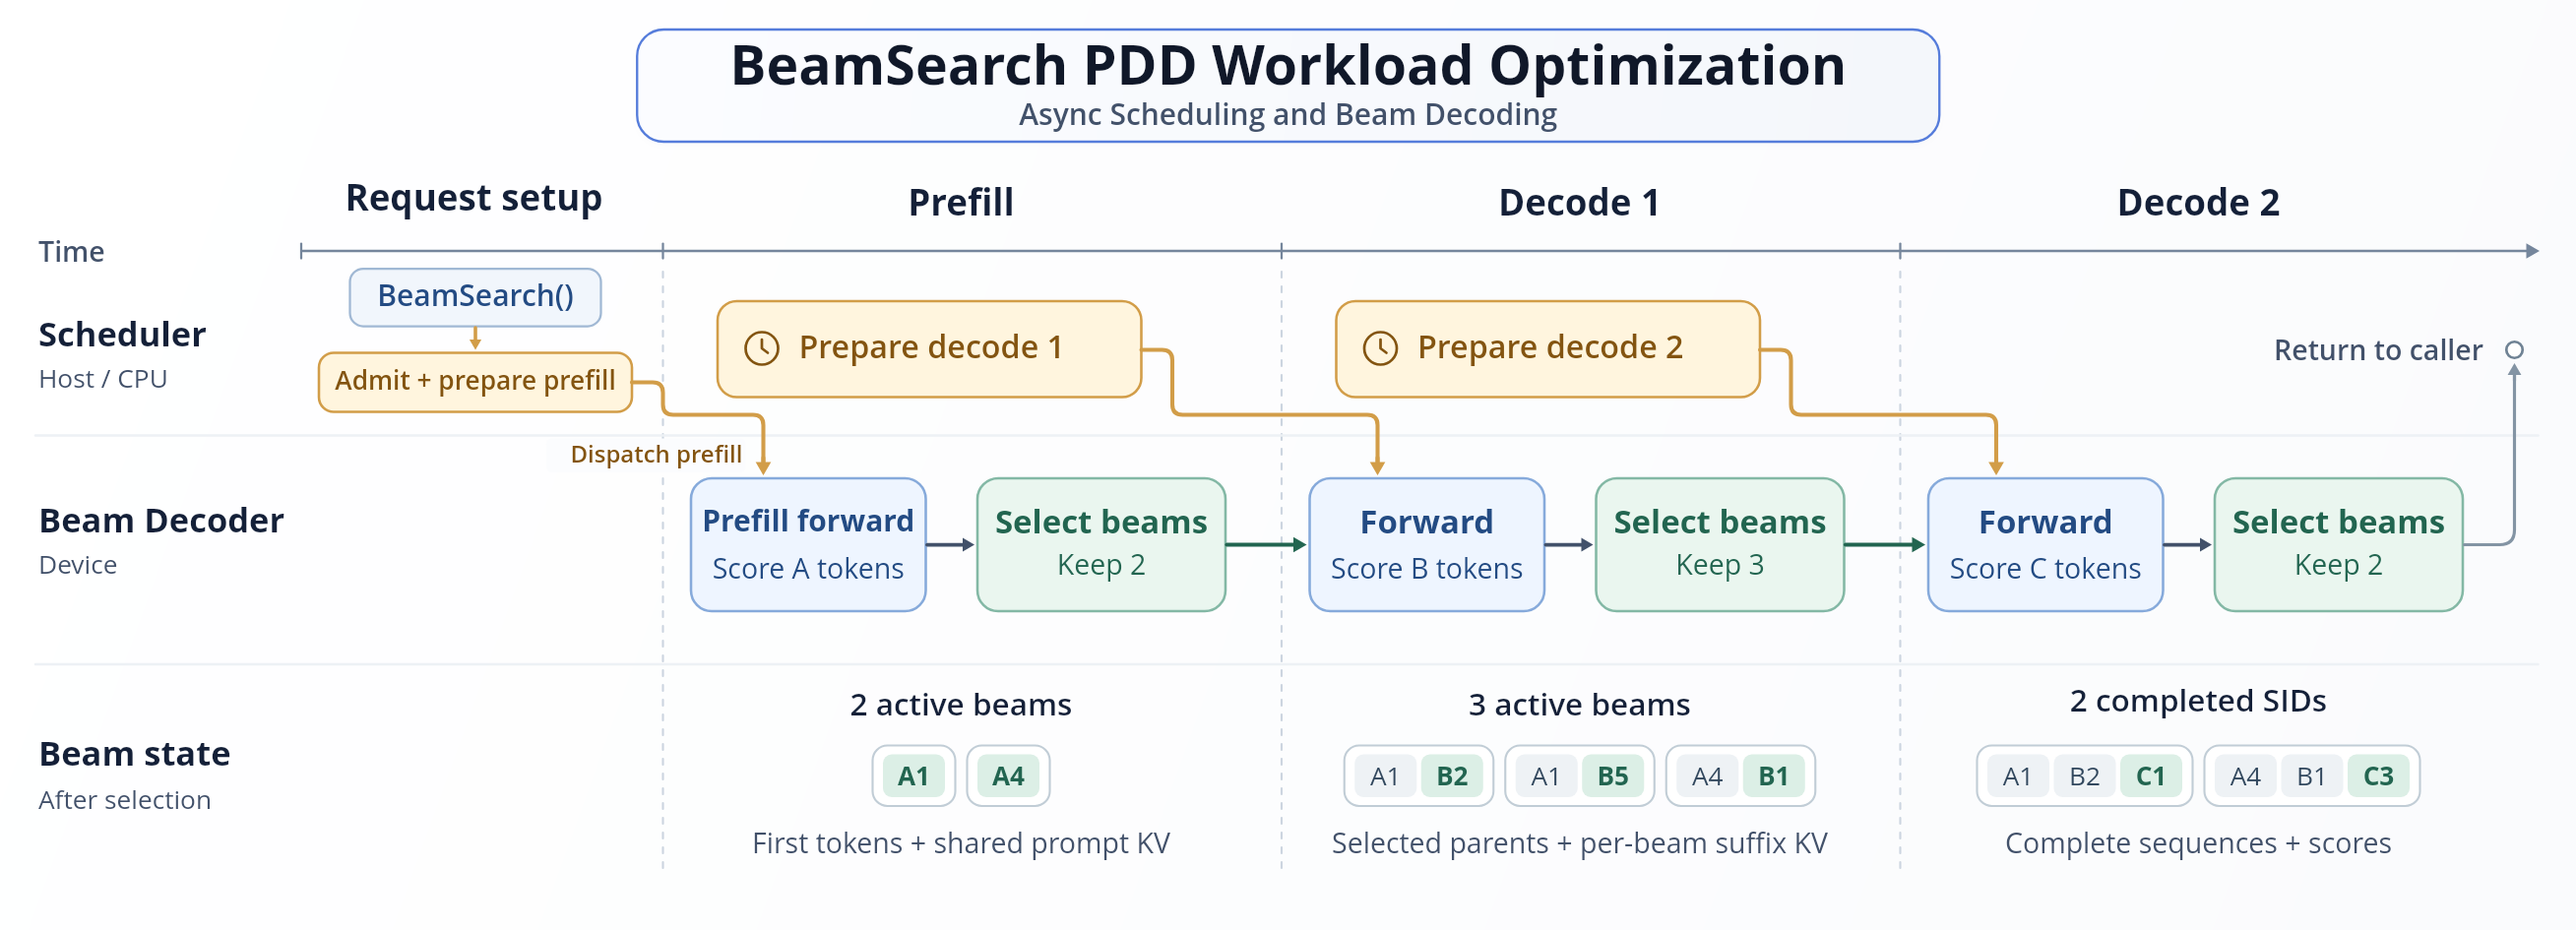 BeamSearch PDD Workload Optimization
Async Scheduling and Beam Decoding
Request setup
Prefill
Decode 1
Decode 2
Time
Scheduler
Host / CPU
BeamSearch()
Admit + prepare prefill
Prepare decode 1
Prepare decode 2
Return to caller
Dispatch prefill
Beam Decoder
Device
Prefill forward
Score A tokens
Select beams
Keep 2
Forward
Score B tokens
Select beams
Keep 3
Forward
Score C tokens
Select beams
Keep 2
Beam state
After selection
2 active beams
A1 A4
First tokens + shared prompt KV
3 active beams
A1 B2 A1 B5 A4 B1
Selected parents + per-beam suffix KV
2 completed SIDs
A1 B2 C1 A4 B1 C3
Complete sequences + scores